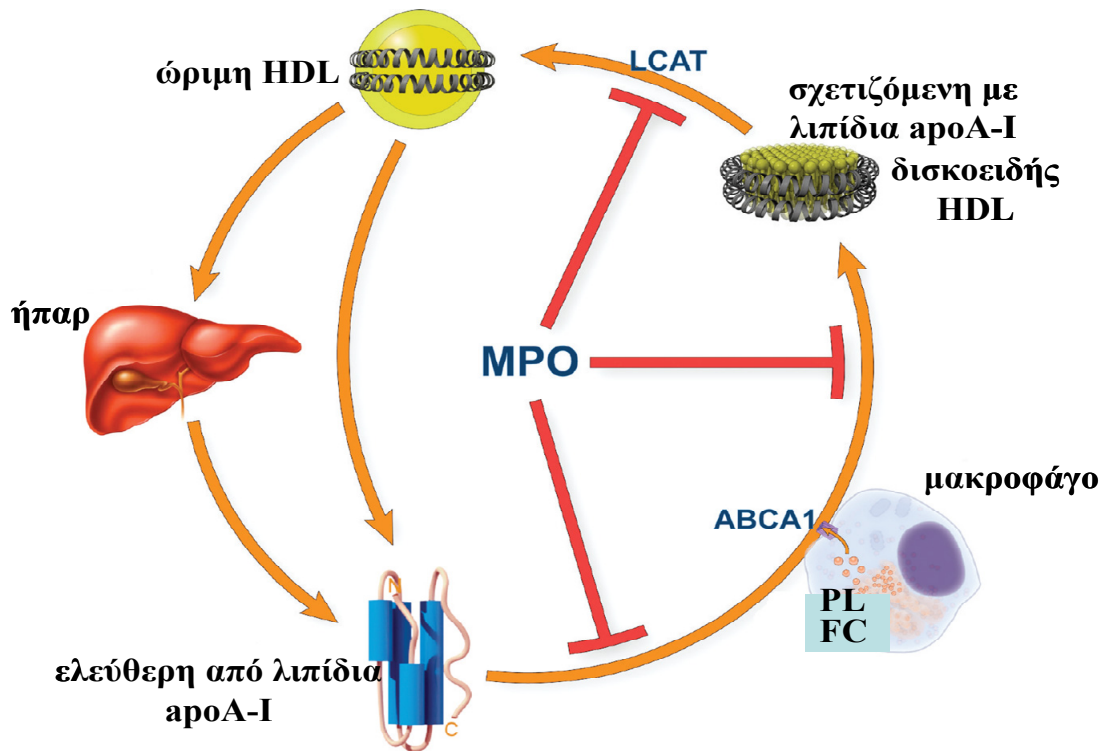 ώριμη HDL
LCAT
σχετιζόμενη με
λιπίδια apoA-I
δισκοειδής
HDL
ήπαρ
MPO
μακροφάγο
ABCA1
PL
FC
N
ελεύθερη από λιπίδια
apoA-I
C